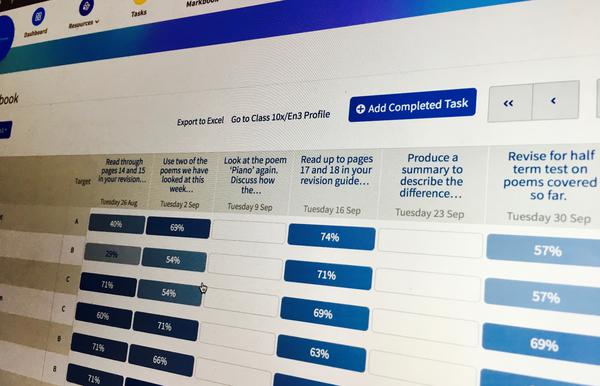 Dashboard
Resources
Tasks
Markbook
book
Export to Excel
Go to Class 10x/En3 Profile
+ Add Completed Task
‹‹
‹
Target
Read through
pages 14 and 15
in your revision...
Tuesday 26 Aug
Use two of the
poems we have
looked at this
week...
Tuesday 2 Sep
Look at the poem
'Piano' again.
Discuss how
the...
Tuesday 9 Sep
Read up to pages
17 and 18 in your
revision guide...
Tuesday 16 Sep
Produce a
summary to
describe the
difference...
Tuesday 23 Sep
Revise for half
term test on
poems covered
so far.
Tuesday 30 Sep
A 40% 69% 74% 57%
B 29% 54% 71% 57%
C 71% 54% 69% 69%
C 60% 71% 63%
B 71% 66%
B 71%